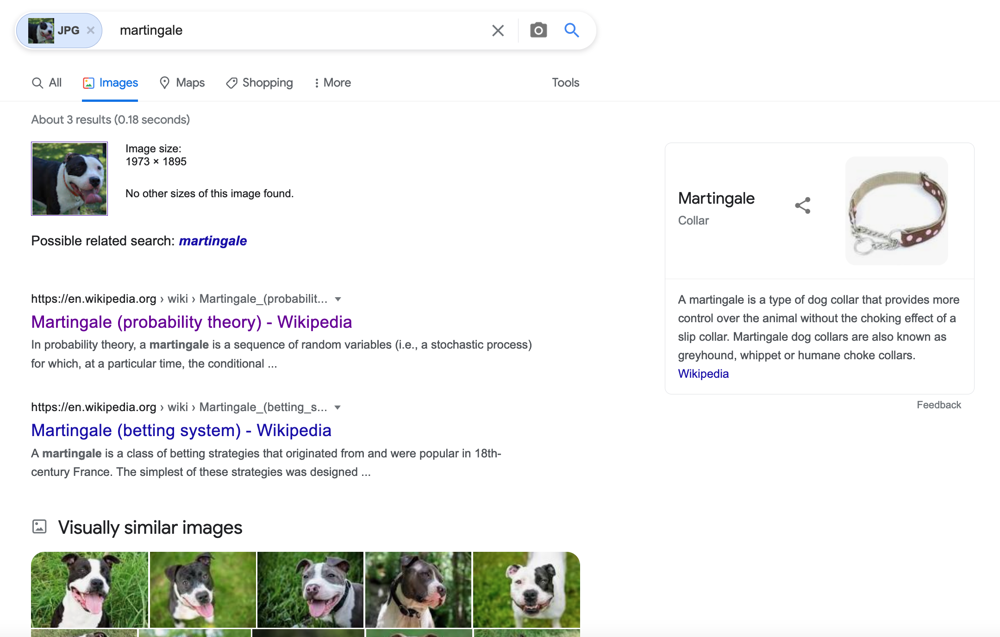 JPG × martingale
All Images Maps Shopping More Tools
About 3 results (0.18 seconds)
Image size:
1973 × 1895
No other sizes of this image found.
Possible related search: martingale
https://en.wikipedia.org › wiki › Martingale_(probabilit...
Martingale (probability theory) - Wikipedia
In probability theory, a martingale is a sequence of random variables (i.e., a stochastic process)
for which, at a particular time, the conditional ...
https://en.wikipedia.org › wiki › Martingale_(betting_s...
Martingale (betting system) - Wikipedia
A martingale is a class of betting strategies that originated from and were popular in 18th-
century France. The simplest of these strategies was designed ...
Visually similar images
Martingale
Collar
A martingale is a type of dog collar that provides more
control over the animal without the choking effect of a
slip collar. Martingale dog collars are also known as
greyhound, whippet or humane choke collars.
Wikipedia
Feedback